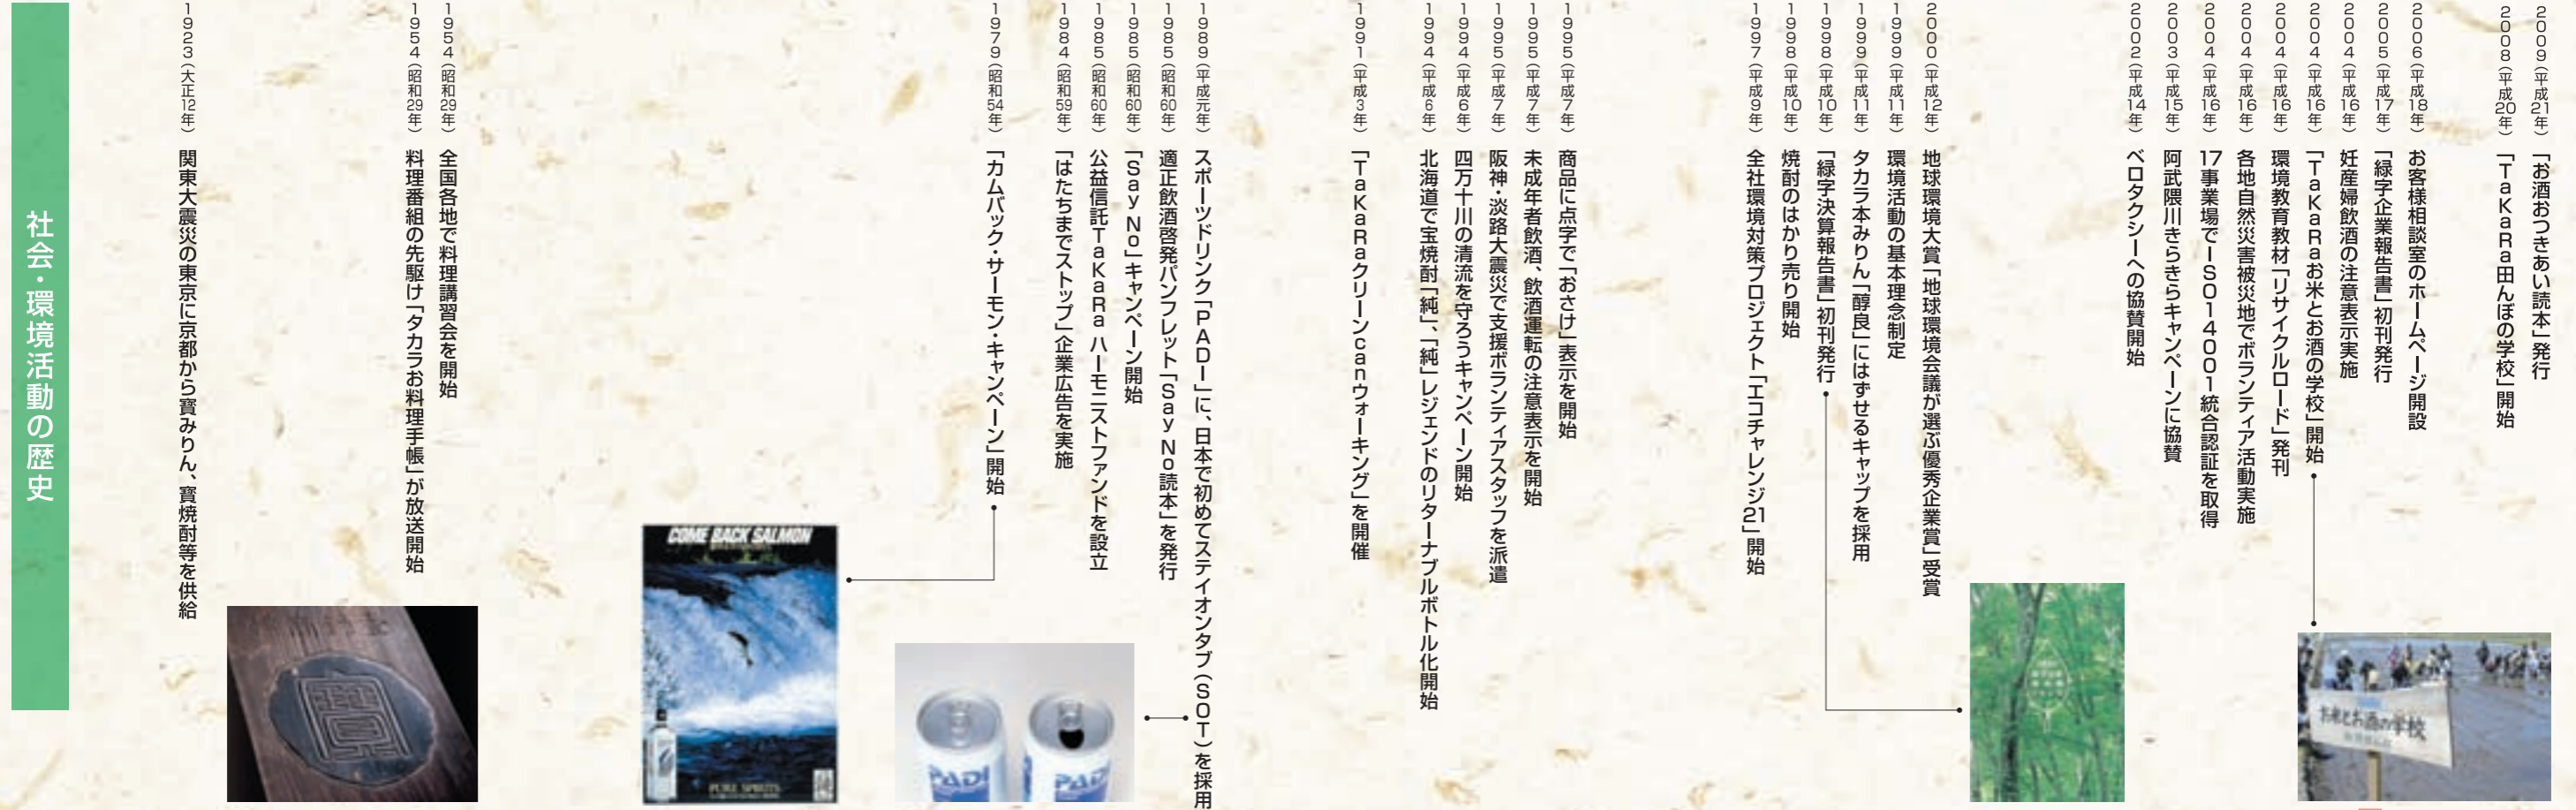 社会・環境活動の歴史
1923（大正12年）　関東大震災の東京に京都から寳みりん、寳焼酎等を供給
1954（昭和29年）　料理番組の先駆け「タカラお料理手帳」が放送開始
1954（昭和29年）　全国各地で料理講習会を開始
1979（昭和54年）　「カムバック・サーモン・キャンペーン」開始
1984（昭和59年）　「はたちまでストップ」企業広告を実施
1985（昭和60年）　公益信託TaKaRa ハーモニストファンドを設立
1985（昭和60年）　「Say No」キャンペーン開始
1985（昭和60年）　適正飲酒啓発パンフレット「Say No読本」を発行
1989（平成元年）　スポーツドリンク「PADI」に、日本で初めてステイオンタブ（SOT）を採用
1991（平成3年）　「TaKaRaクリーンcanウォーキング」を開催
1994（平成6年）　北海道で宝焼酎「純」、「純」レジェンドのリターナブルボトル化開始
1994（平成6年）　四万十川の清流を守ろうキャンペーン開始
1995（平成7年）　阪神・淡路大震災で支援ボランティアスタッフを派遣
1995（平成7年）　未成年者飲酒、飲酒運転の注意表示を開始
1995（平成7年）　商品に点字で「おさけ」表示を開始
1997（平成9年）　全社環境対策プロジェクト「エコチャレンジ21」開始
1998（平成10年）　焼酎のはかり売り開始
1998（平成10年）　「緑字決算報告書」初刊発行
1999（平成11年）　タカラ本みりん「醇良」にはずせるキャップを採用
1999（平成11年）　環境活動の基本理念制定
2000（平成12年）　地球環境大賞「地球環境会議が選ぶ優秀企業賞」受賞
2002（平成14年）　ベロタクシーへの協賛開始
2003（平成15年）　阿武隈川きらきらキャンペーンに協賛
2004（平成16年）　17事業場でISO14001統合認証を取得
2004（平成16年）　各地自然災害被災地でボランティア活動実施
2004（平成16年）　環境教育教材「リサイクルロード」発刊
2004（平成16年）　「TaKaRaお米とお酒の学校」開始
2004（平成16年）　妊産婦飲酒の注意表示実施
2005（平成17年）　「緑字企業報告書」初刊発行
2006（平成18年）　お客様相談室のホームページ開設
2008（平成20年）　「TaKaRa田んぼの学校」開始
2009（平成21年）　「お酒おつきあい読本」発行
COME BACK SALMON
PURE SPIRITS
PADI
PADI
お米とお酒の学校